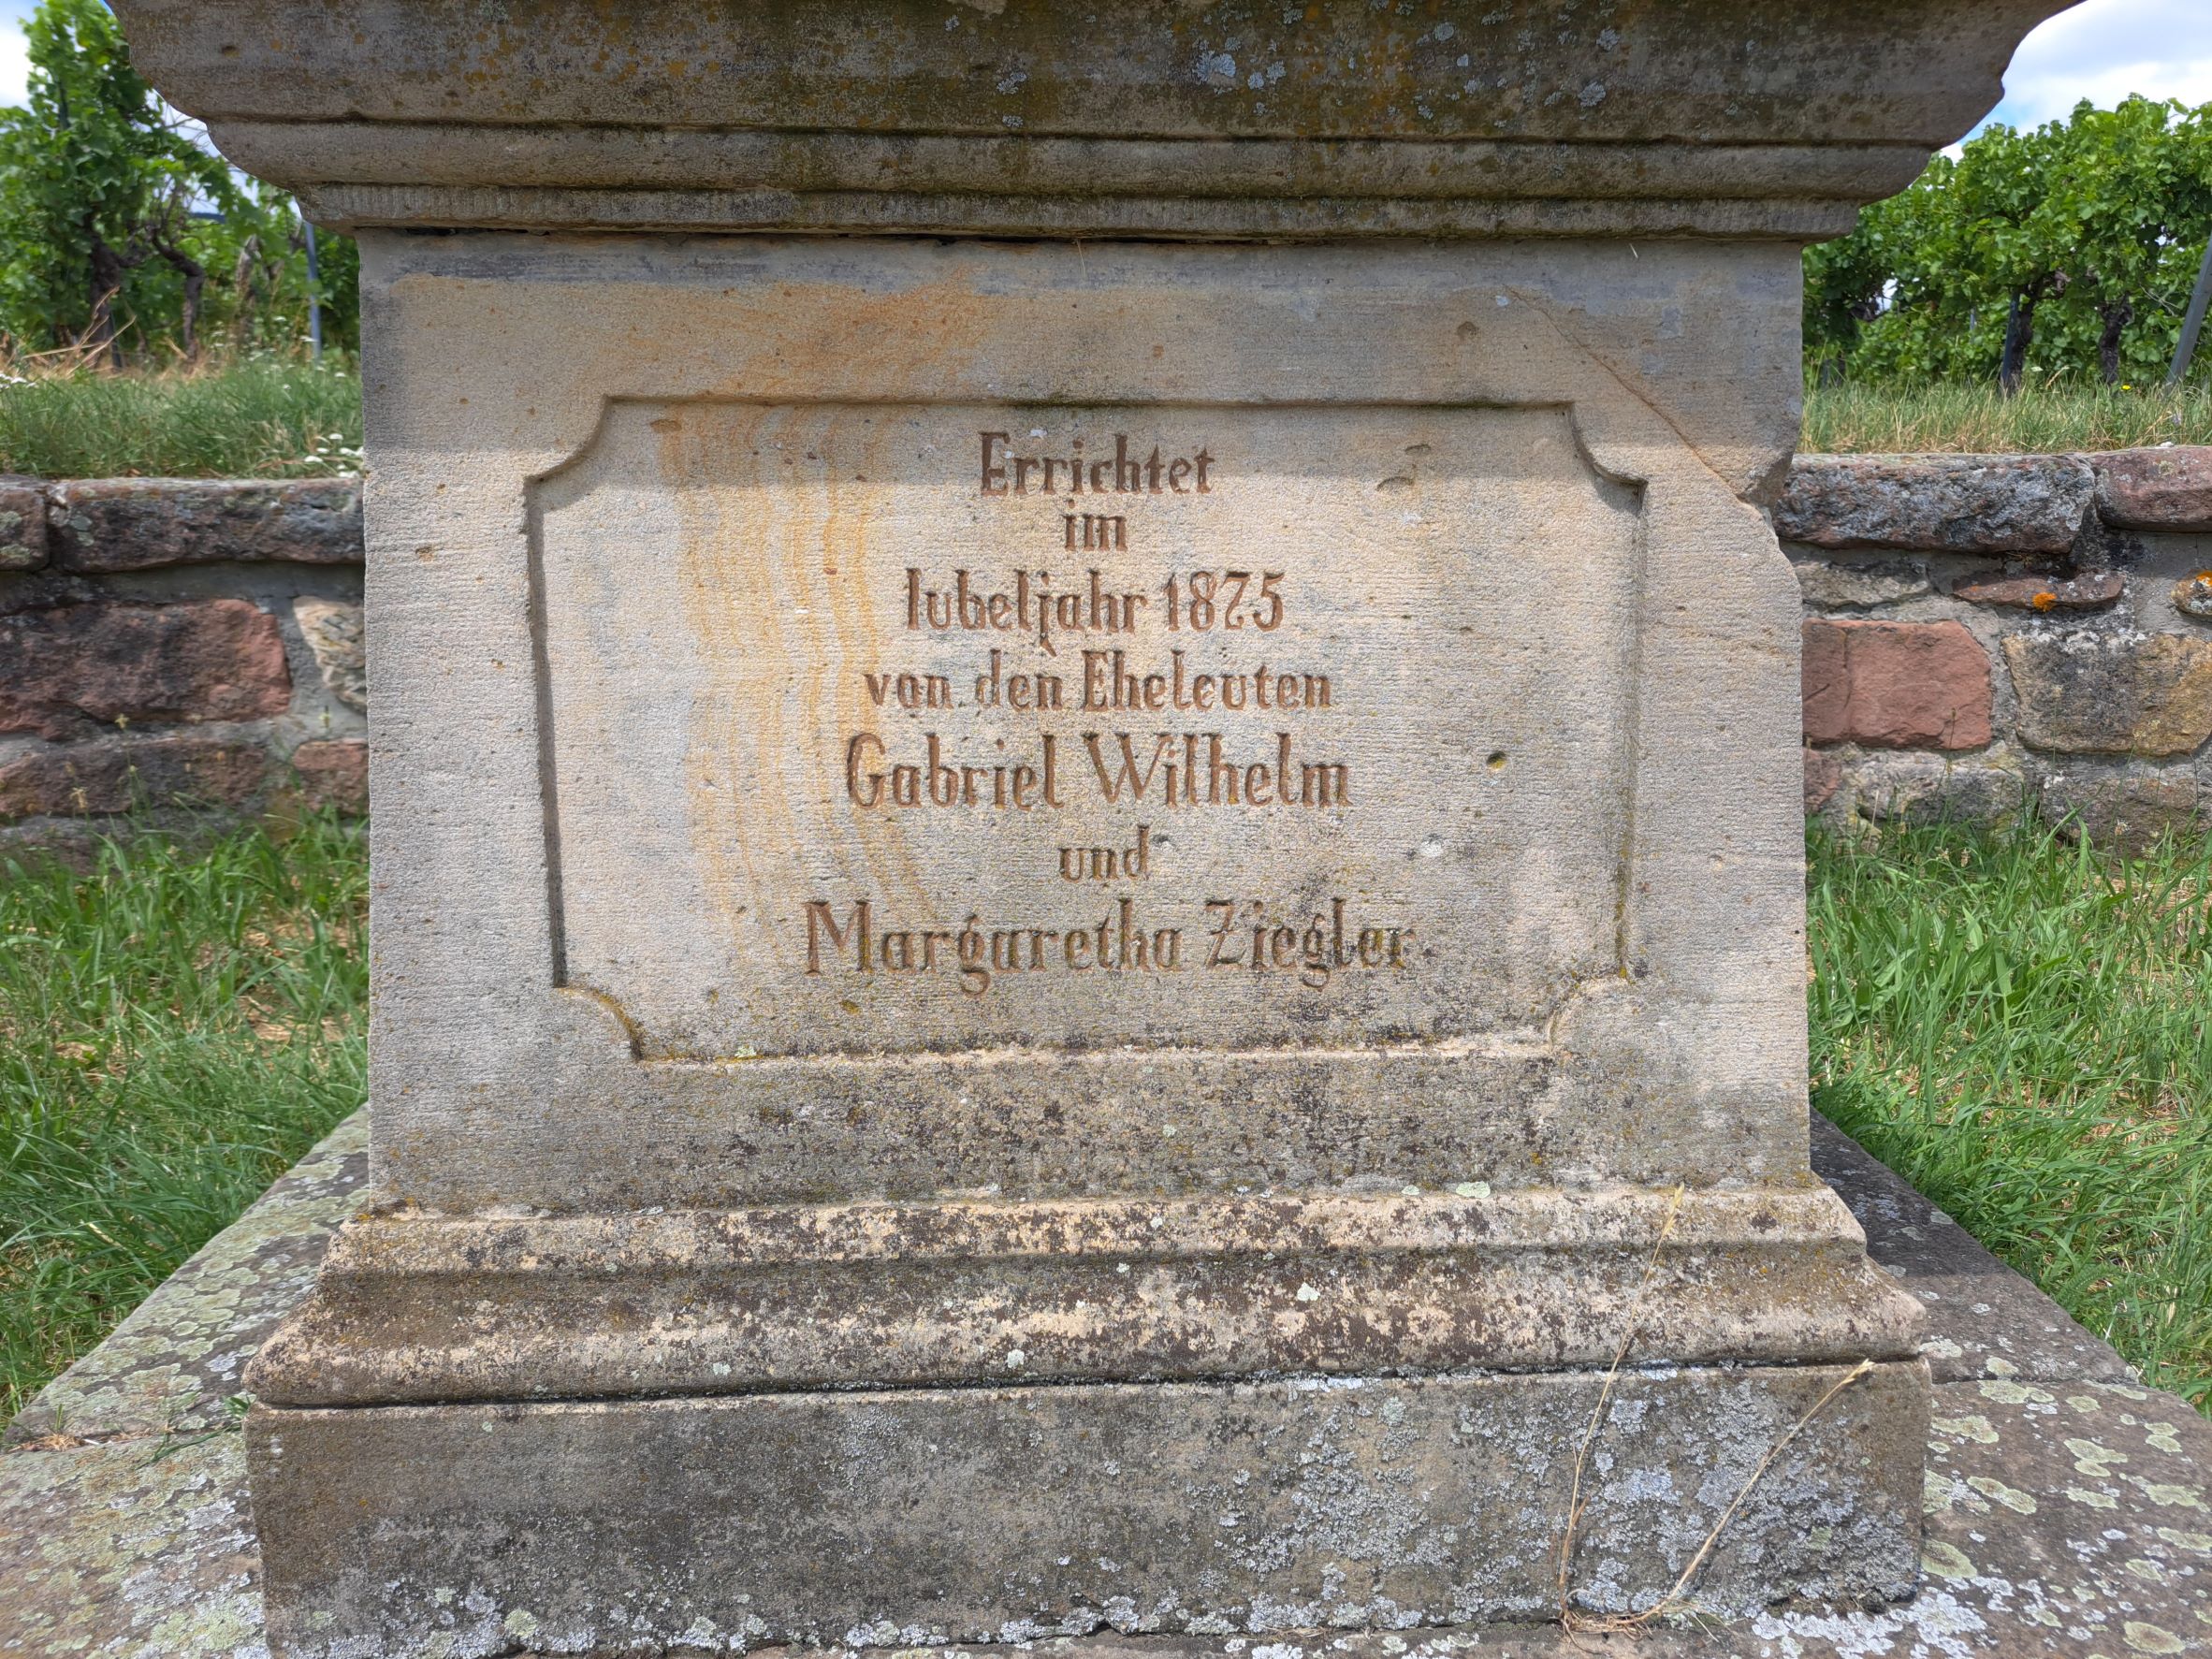 Errichtet
im
Iubeljahr 1875
von den Eheleuten
Gabriel Wilhelm
und
Margaretha Ziegler.